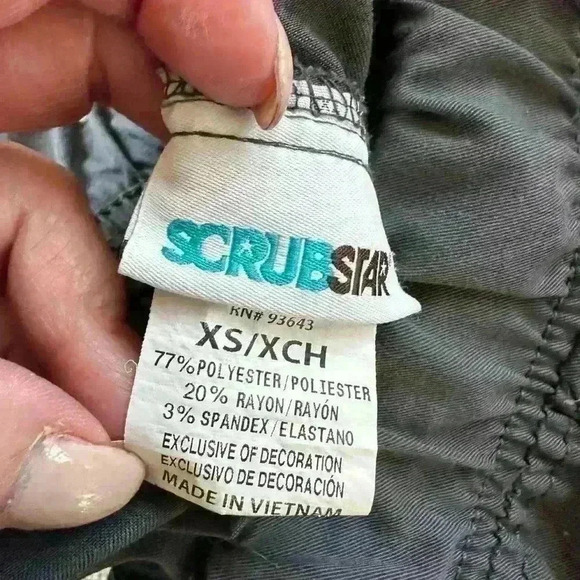 SCRUBSTAR
RN# 93643
XS/XCH
77% POLYESTER/POLIESTER
20% RAYON/RAYÓN
3% SPANDEX/ELASTANO
EXCLUSIVE OF DECORATION
EXCLUSIVO DE DECORACIÓN
MADE IN VIETNAM